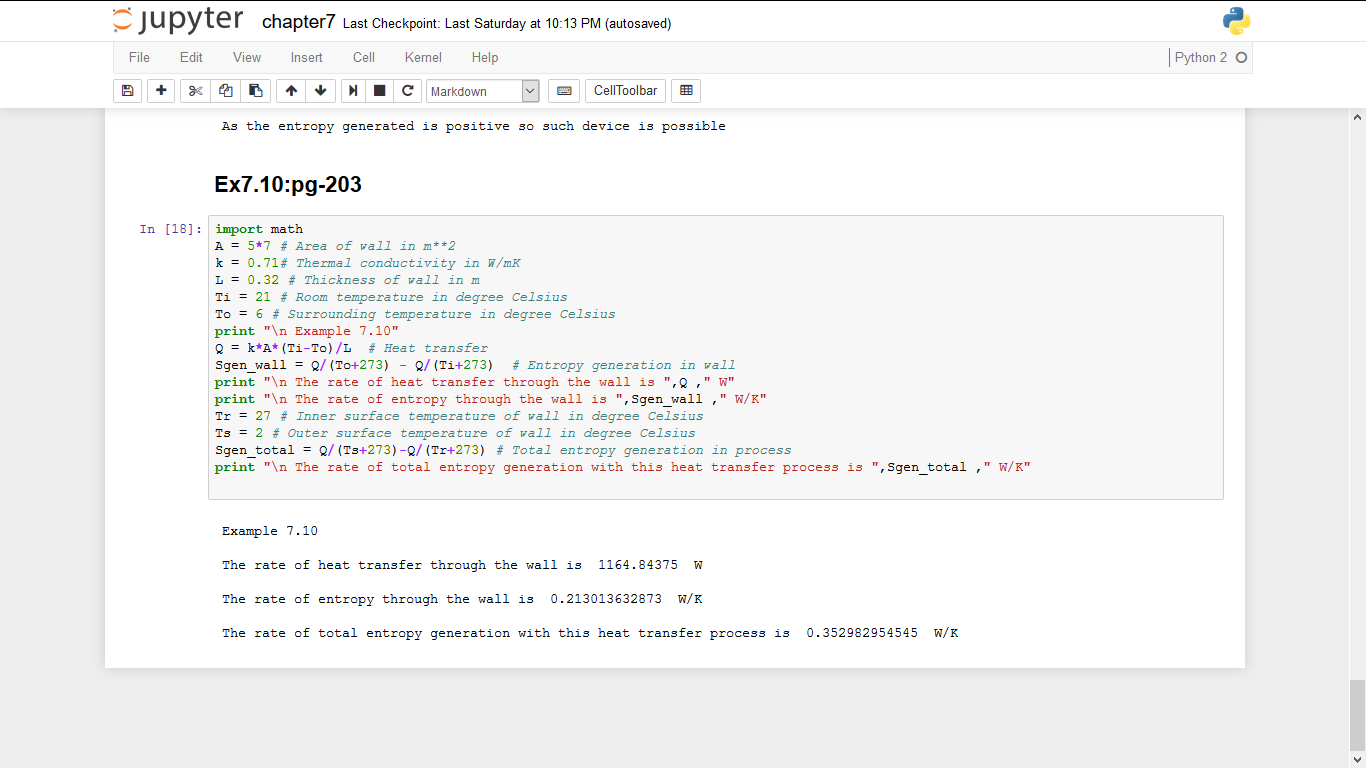 jupyter chapter7 Last Checkpoint: Last Saturday at 10:13 PM (autosaved)
File Edit View Insert Cell Kernel Help Python 2
Markdown CellToolbar
As the entropy generated is positive so such device is possible
Ex7.10:pg-203
In [18]: import math
A = 5*7 # Area of wall in m**2
k = 0.71# Thermal conductivity in W/mK
L = 0.32 # Thickness of wall in m
Ti = 21 # Room temperature in degree Celsius
To = 6 # Surrounding temperature in degree Celsius
print "\n Example 7.10"
Q = k*A*(Ti-To)/L  # Heat transfer
Sgen_wall = Q/(To+273) - Q/(Ti+273)  # Entropy generation in wall
print "\n The rate of heat transfer through the wall is ",Q ," W"
print "\n The rate of entropy through the wall is ",Sgen_wall ," W/K"
Tr = 27 # Inner surface temperature of wall in degree Celsius
Ts = 2 # Outer surface temperature of wall in degree Celsius
Sgen_total = Q/(Ts+273)-Q/(Tr+273) # Total entropy generation in process
print "\n The rate of total entropy generation with this heat transfer process is ",Sgen_total ," W/K"
Example 7.10
The rate of heat transfer through the wall is  1164.84375  W
The rate of entropy through the wall is  0.213013632873  W/K
The rate of total entropy generation with this heat transfer process is  0.352982954545  W/K